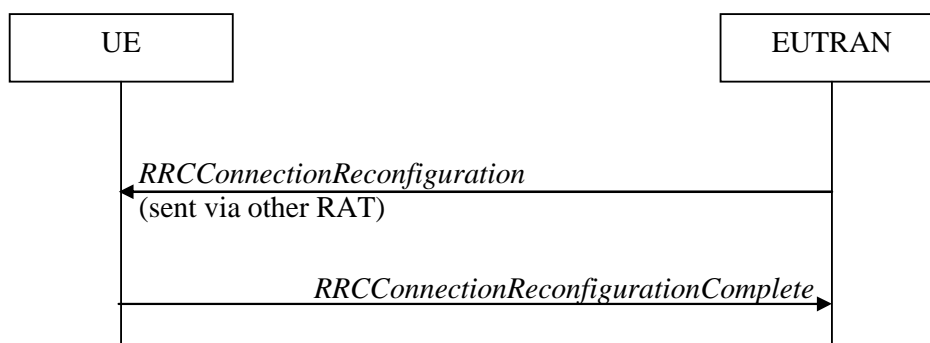 UE
EUTRAN
RRCConnectionReconfiguration
(sent via other RAT)
RRCConnectionReconfigurationComplete